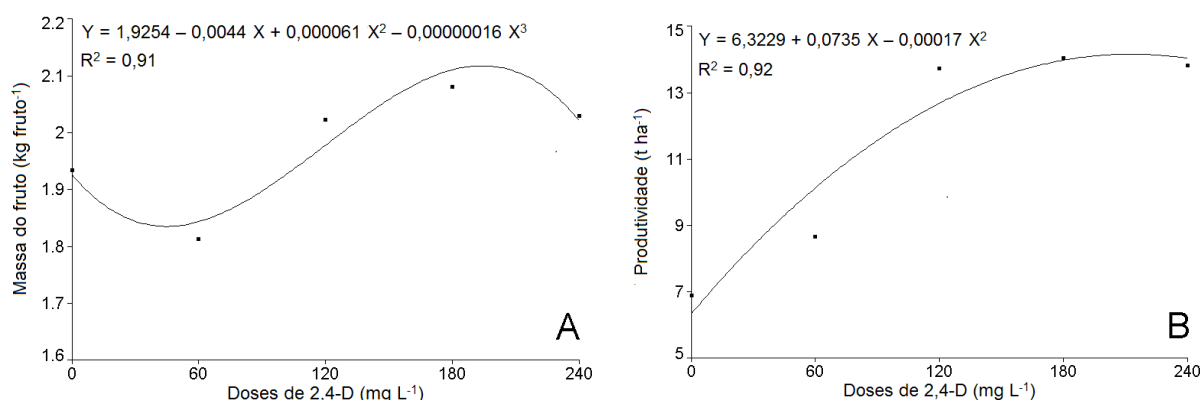 Y = 1,9254 – 0,0044 X + 0,000061 X² – 0,00000016 X³
R² = 0,91
Massa do fruto (kg fruto⁻¹)
2.2
2.1
2
1.9
1.8
1.7
1.6
0
60
120
180
240
Doses de 2,4-D (mg L⁻¹)
A
Y = 6,3229 + 0,0735 X – 0,00017 X²
R² = 0,92
Produtividade (t ha⁻¹)
15
13
11
9
7
5
0
60
120
180
240
Doses de 2,4-D (mg L⁻¹)
B